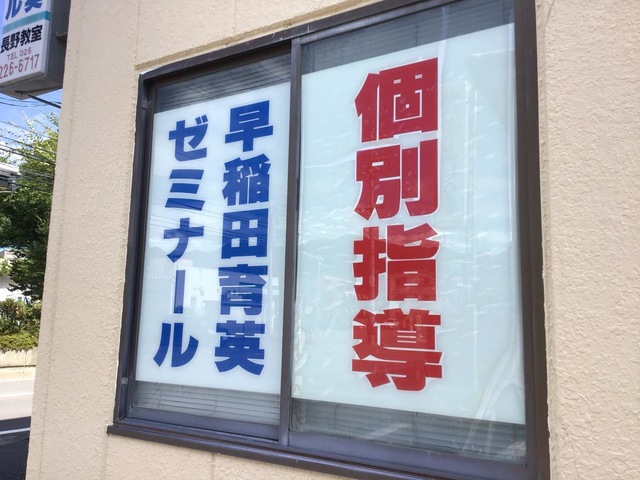 個別指導
早稲田育英
ゼミナール
ル英
長野教室
TEL 026
226-6717